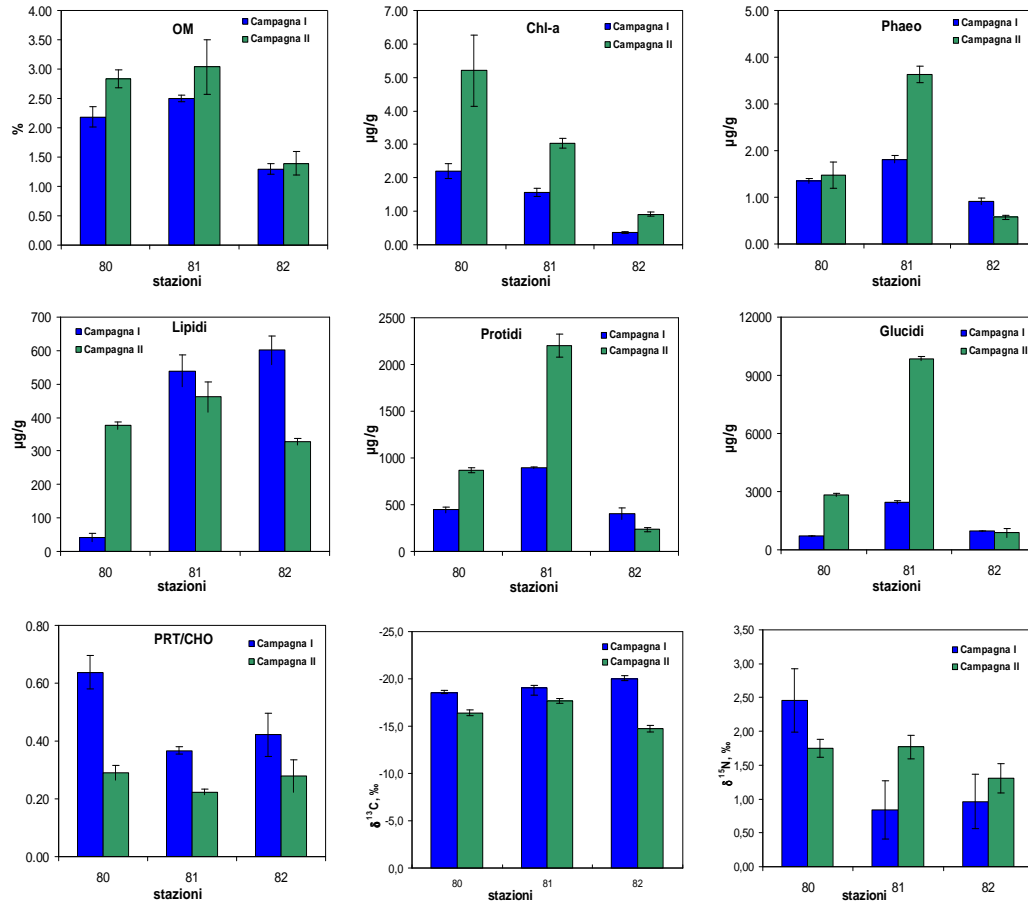 OM
Campagna I
Campagna II
4.00
3.50
3.00
2.50
2.00
1.50
1.00
0.50
0.00
%
80 81 82
stazioni
Chl-a
Campagna I
Campagna II
7.00
6.00
5.00
4.00
3.00
2.00
1.00
0.00
µg/g
80 81 82
stazioni
Phaeo
Campagna I
Campagna II
5.00
4.00
3.00
2.00
1.00
0.00
µg/g
80 81 82
stazioni
Lipidi
Campagna I
Campagna II
700
600
500
400
300
200
100
0
µg/g
80 81 82
stazioni
Protidi
Campagna I
Campagna II
2500
2000
1500
1000
500
0
µg/g
80 81 82
stazioni
Glucidi
Campagna I
Campagna II
12000
9000
6000
3000
0
µg/g
80 81 82
stazioni
PRT/CHO
Campagna I
Campagna II
0.80
0.60
0.40
0.20
0.00
80 81 82
stazioni
Campagna I
Campagna II
-25,0
-20,0
-15,0
-10,0
-5,0
0,0
δ ¹³C, ‰
80 81 82
stazioni
Campagna I
Campagna II
3,50
3,00
2,50
2,00
1,50
1,00
0,50
0,00
δ ¹⁵N, ‰
80 81 82
stazioni